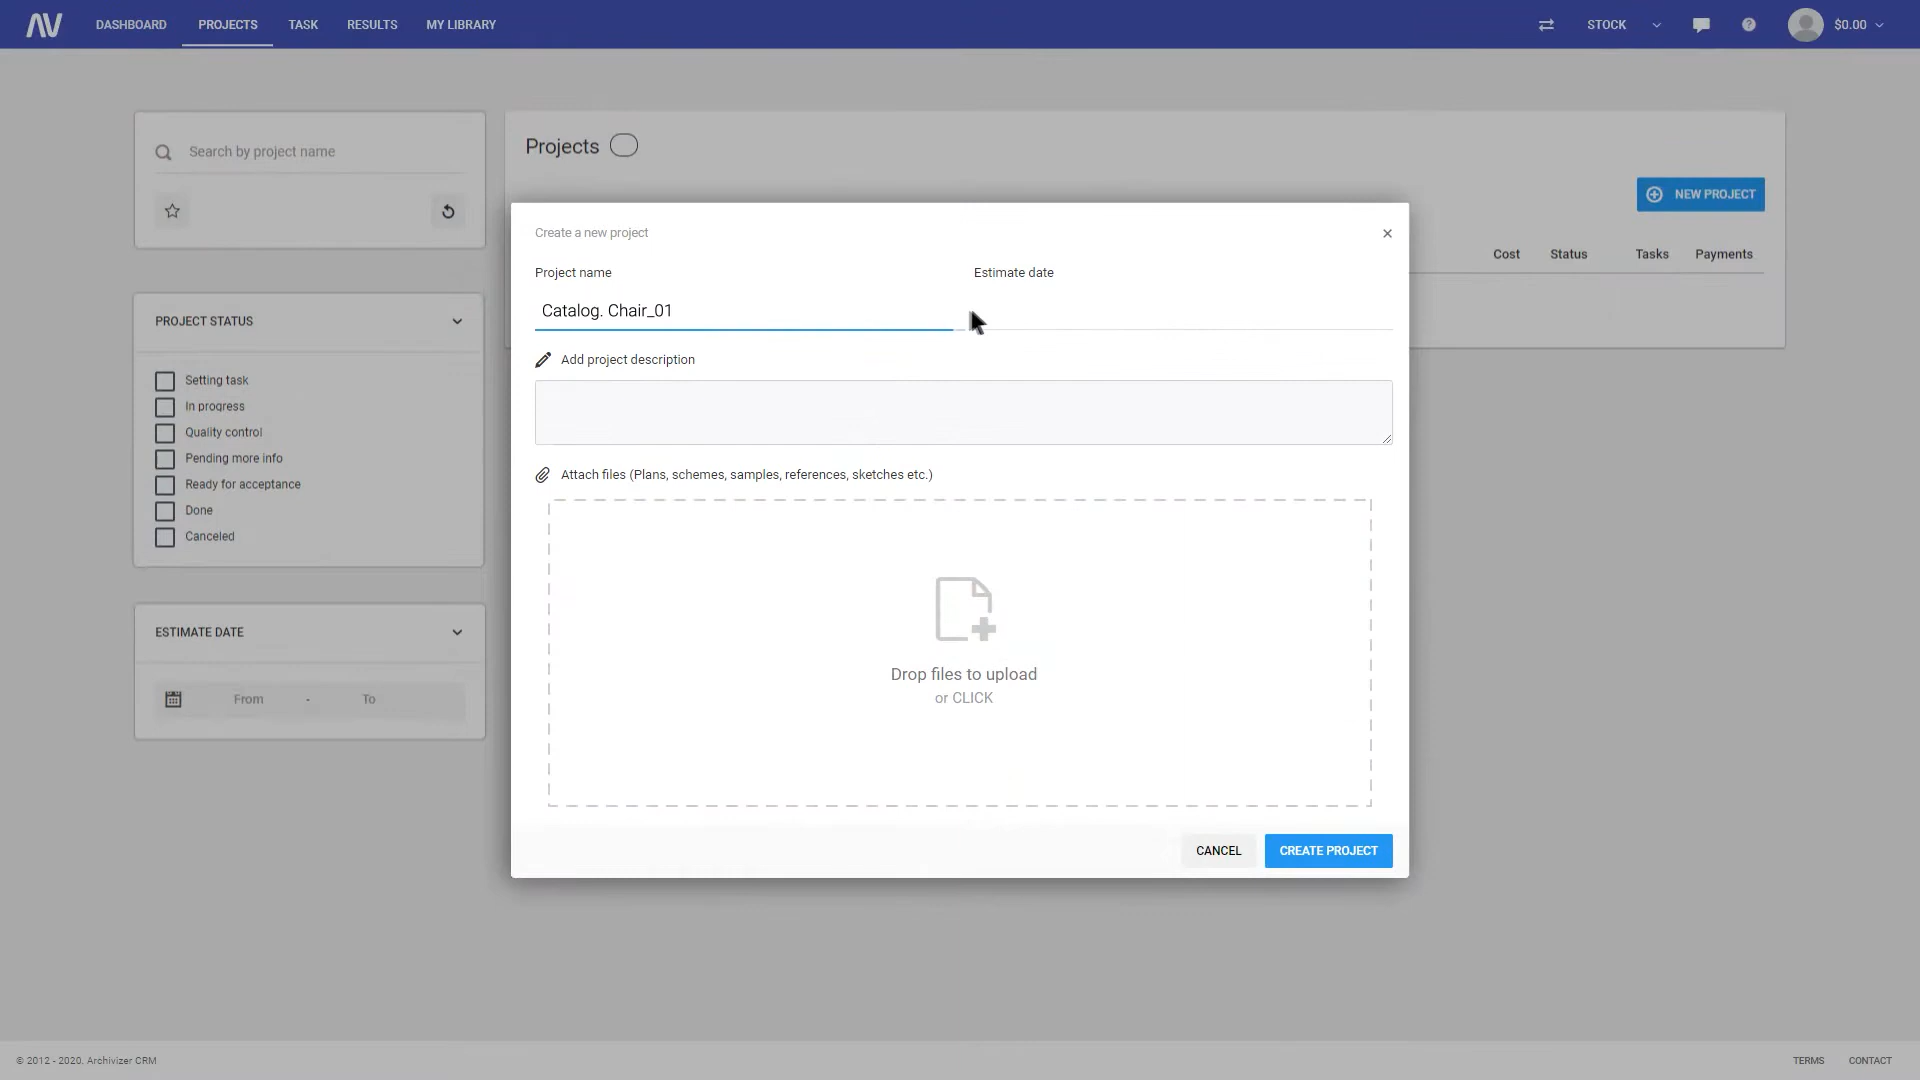 DASHBOARD PROJECTS TASK RESULTS MY LIBRARY STOCK $0.00
Search by project name
Projects
NEW PROJECT
Cost Status Tasks Payments
PROJECT STATUS
Setting task
In progress
Quality control
Pending more info
Ready for acceptance
Done
Canceled
ESTIMATE DATE
From - To
Create a new project
Project name Estimate date
Catalog. Chair_01
Add project description
Attach files (Plans, schemes, samples, references, sketches etc.)
Drop files to upload
or CLICK
CANCEL CREATE PROJECT
© 2012 - 2020. Archivizer CRM TERMS CONTACT